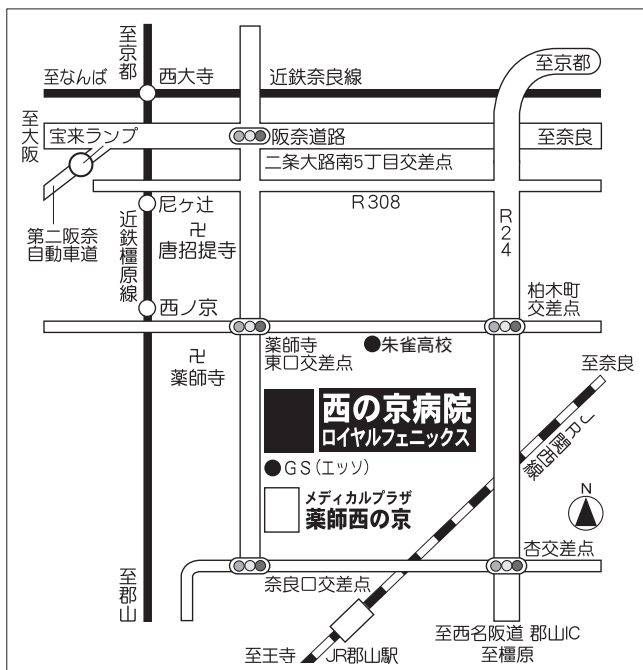 至京都
至なんば
西大寺
近鉄奈良線
至京都
至大阪
宝来ランプ
阪奈道路
至奈良
二条大路南5丁目交差点
第二阪奈
自動車道
近鉄橿原線
尼ヶ辻
卍
唐招提寺
R308
R24
西ノ京
柏木町
交差点
卍
薬師寺
薬師寺
東口交差点
●朱雀高校
至奈良
JR関西線
西の京病院
ロイヤルフェニックス
●GS(エッソ)
メディカルプラザ
薬師西の京
N
杏交差点
至郡山
奈良口交差点
至王寺
JR郡山駅
至西名阪道 郡山IC
至橿原